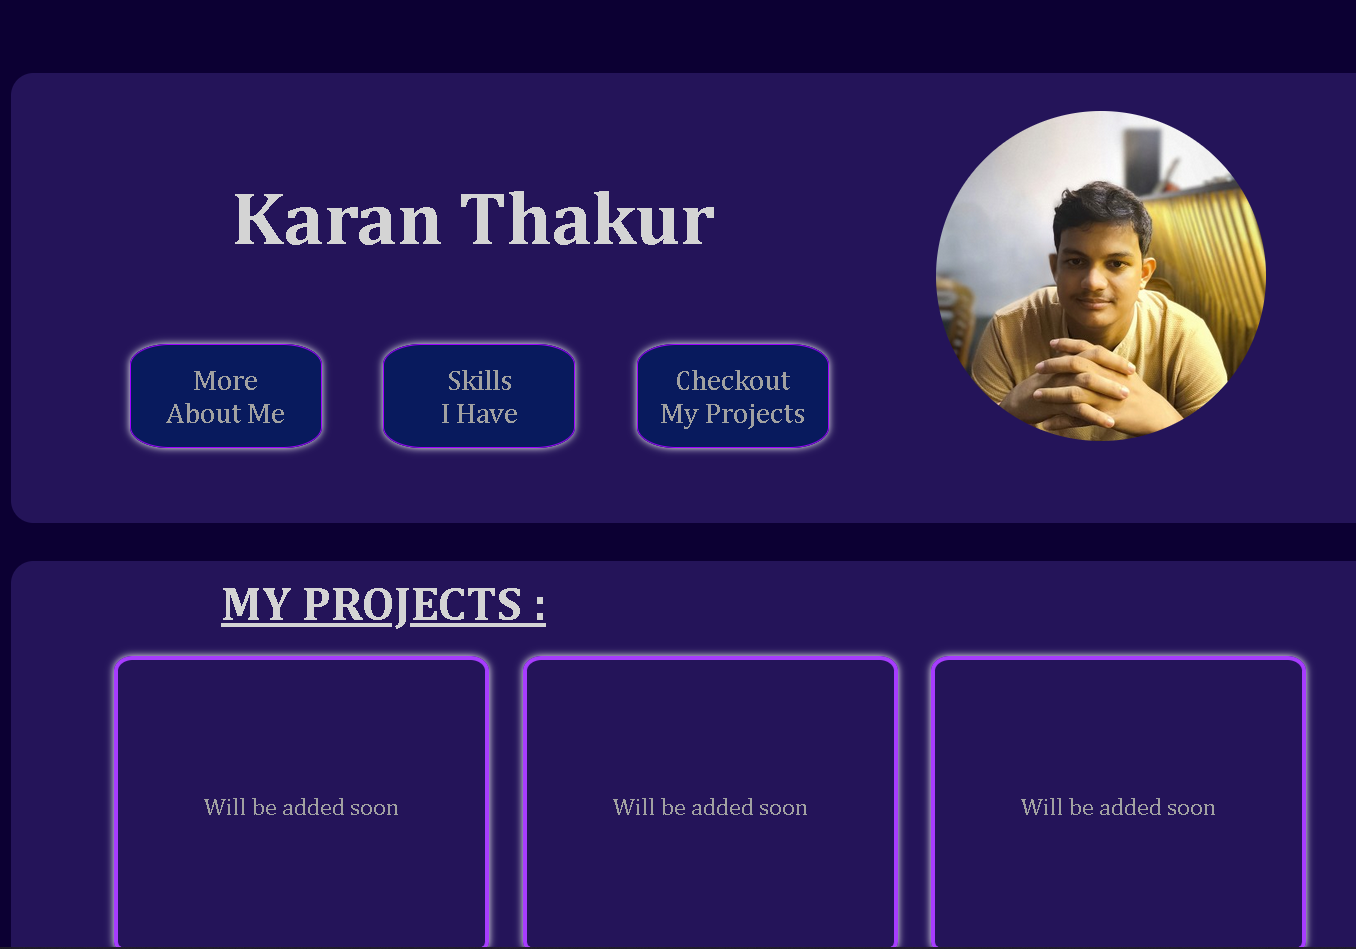 Karan Thakur
More
About Me
Skills
I Have
Checkout
My Projects
MY PROJECTS :
Will be added soon
Will be added soon
Will be added soon